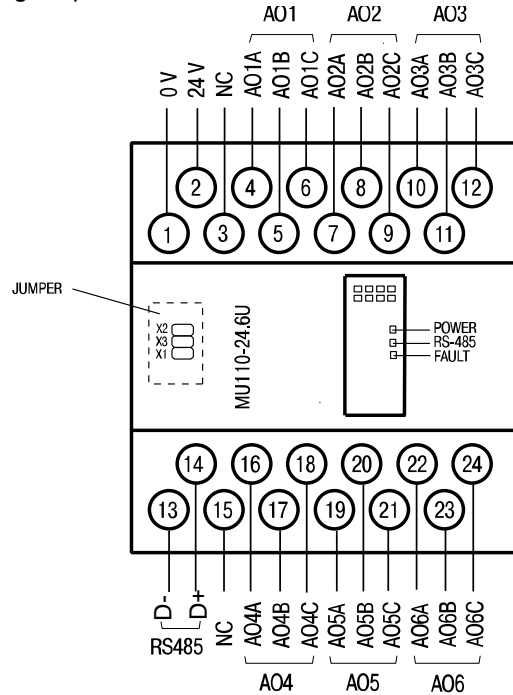 AO1 AO2 AO3
0 V 24 V NC AO1A AO1B AO1C AO2A AO2B AO2C AO3A AO3B AO3C
2 4 6 8 10 12
1 3 5 7 9 11
JUMPER
X2
X3
X1
MU110-24.6U
POWER
RS-485
FAULT
14 16 18 20 22 24
13 15 17 19 21 23
D- D+ NC AO4A AO4B AO4C AO5A AO5B AO5C AO6A AO6B AO6C
RS485
AO4 AO5 AO6